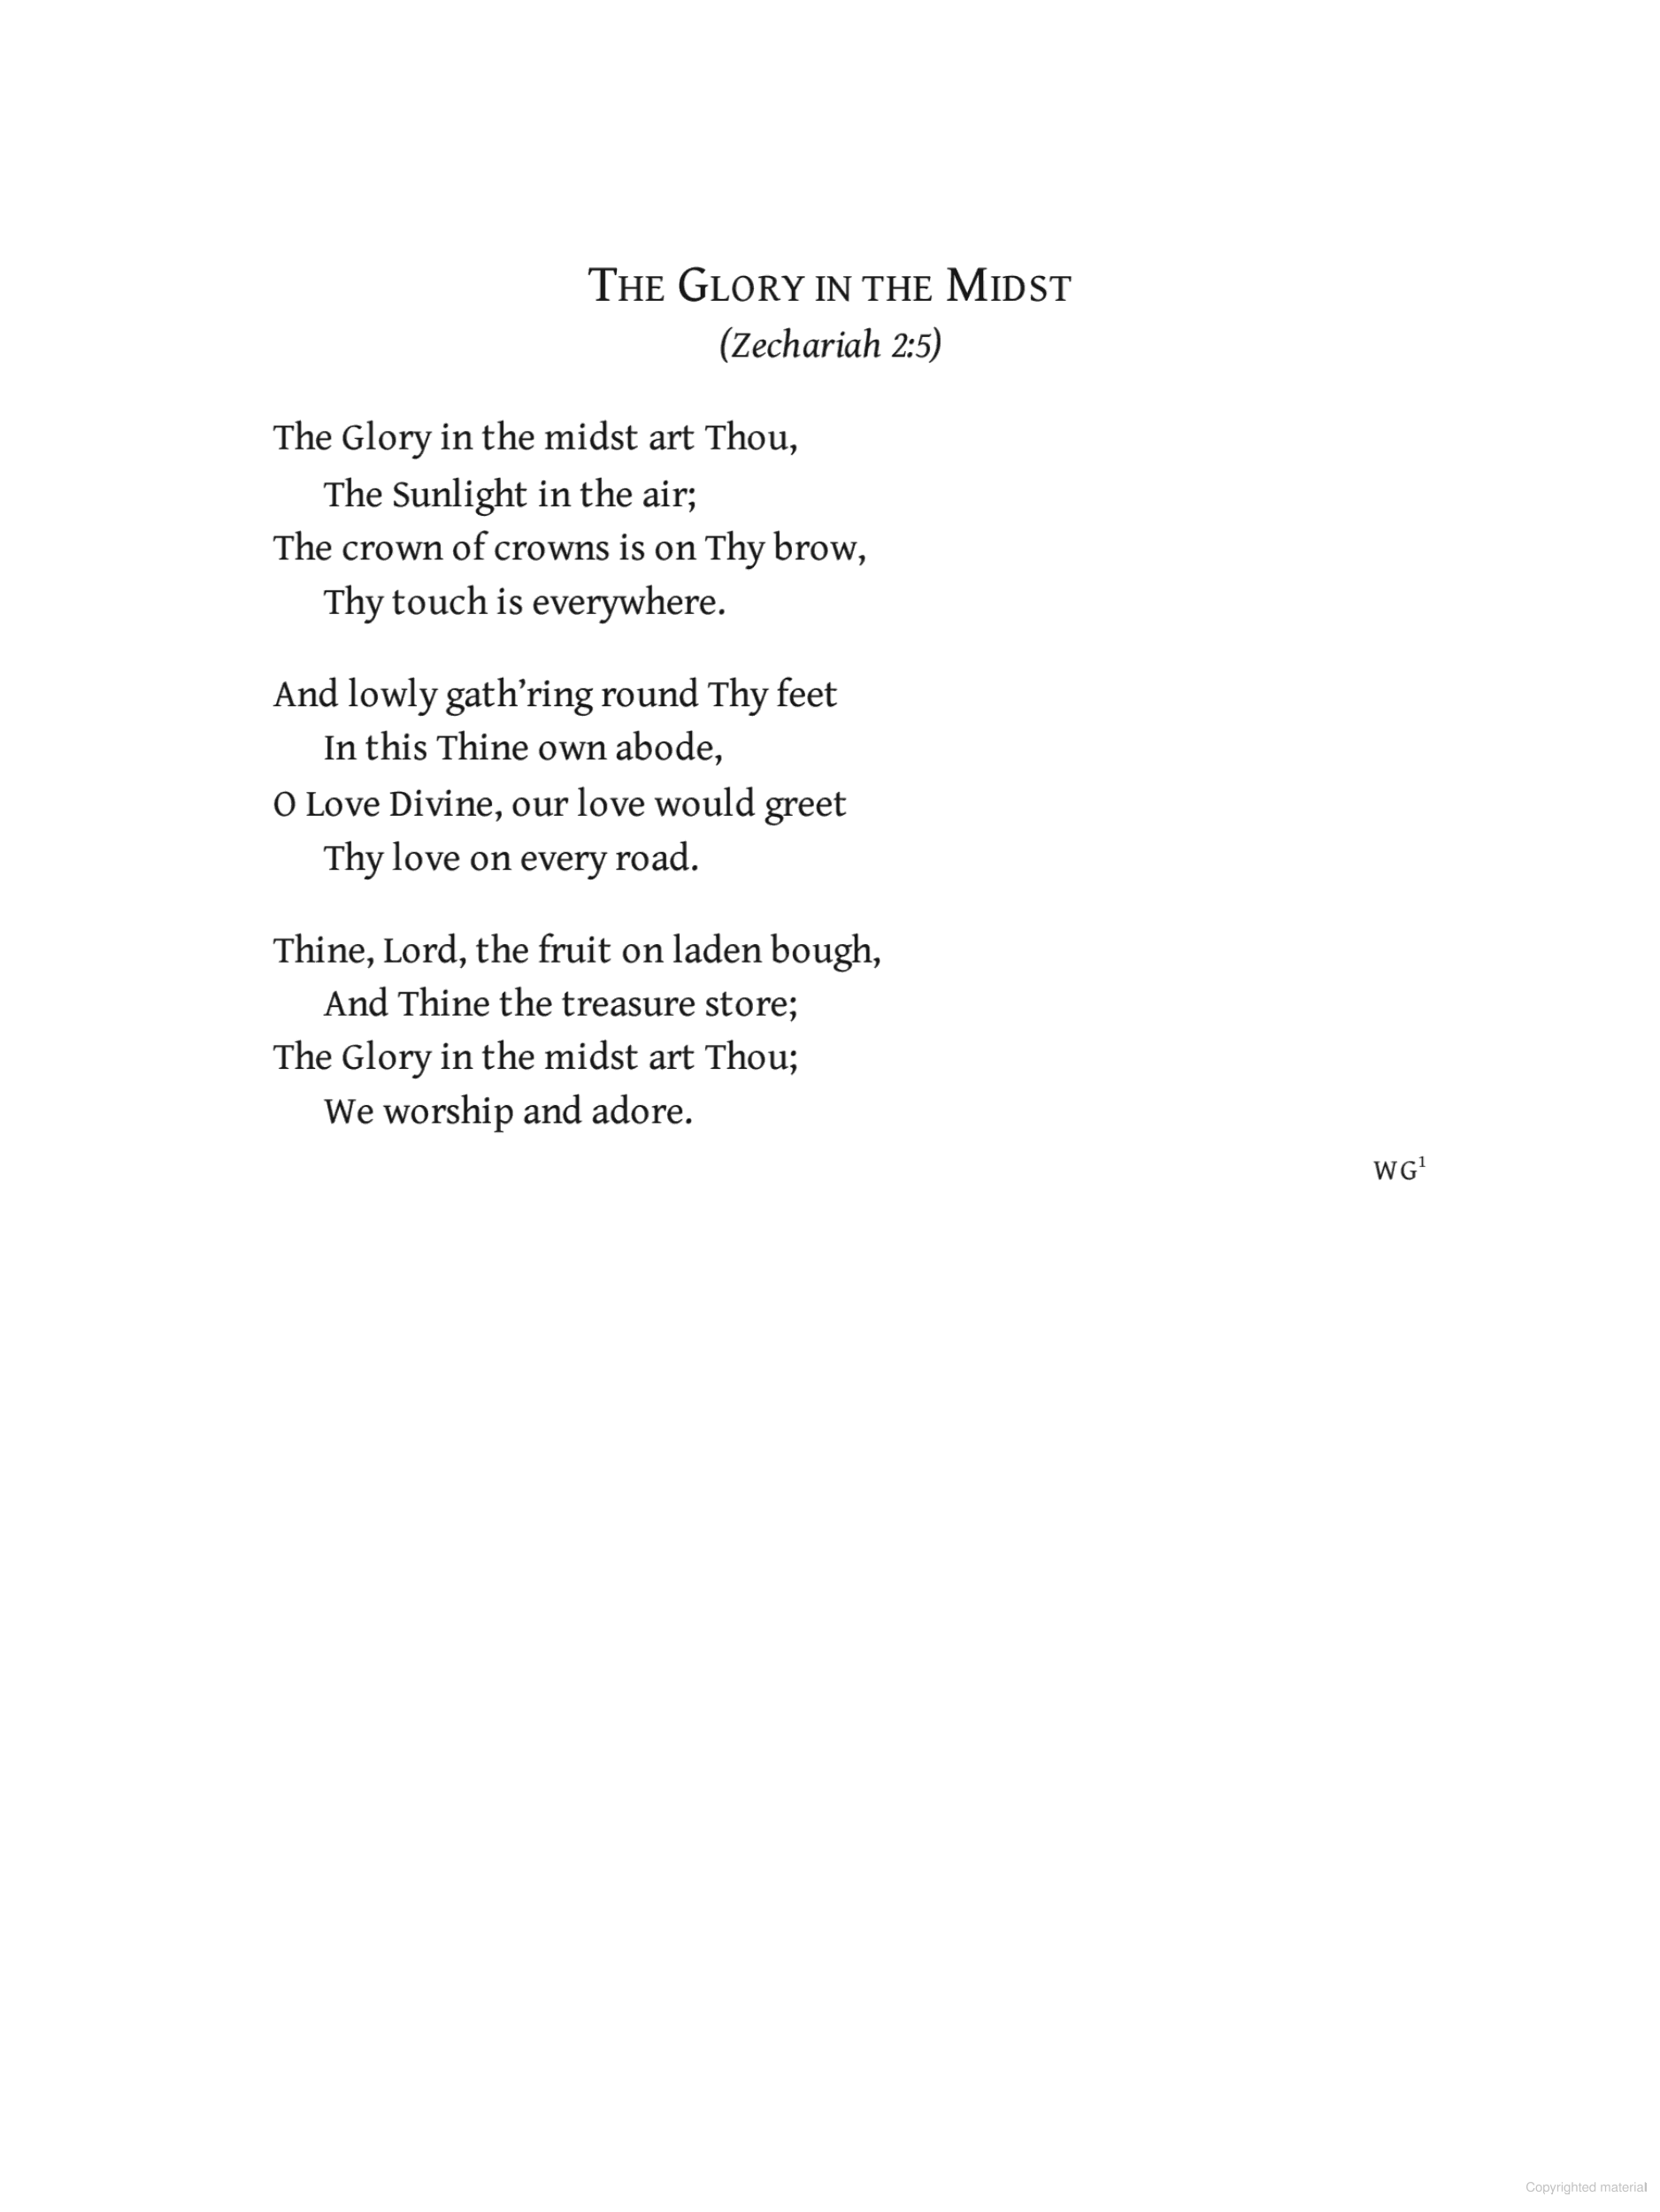 The Glory in the Midst
(Zechariah 2:5)
The Glory in the midst art Thou,
The Sunlight in the air;
The crown of crowns is on Thy brow,
Thy touch is everywhere.
And lowly gath’ring round Thy feet
In this Thine own abode,
O Love Divine, our love would greet
Thy love on every road.
Thine, Lord, the fruit on laden bough,
And Thine the treasure store;
The Glory in the midst art Thou;
We worship and adore.
WG¹
Copyrighted material